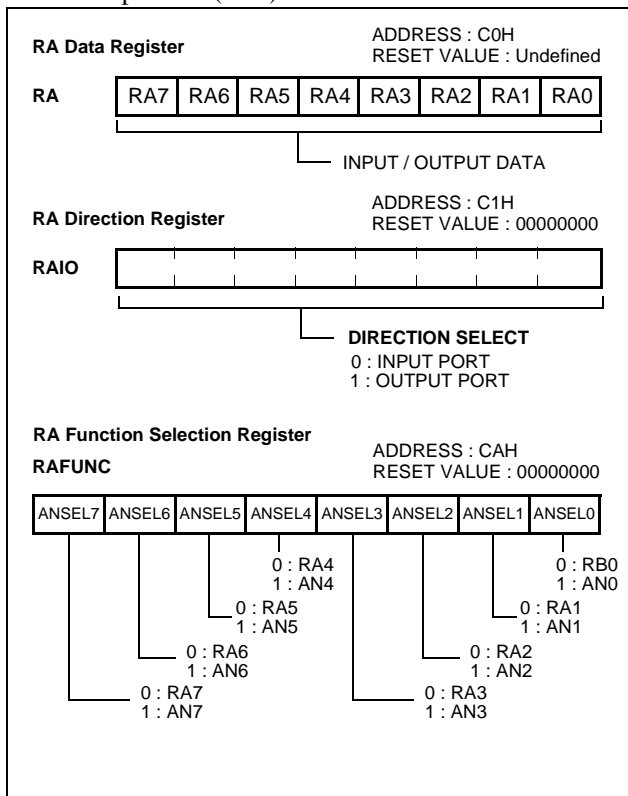 RA Data Register
ADDRESS : C0H
RESET VALUE : Undefined
RA
RA7 RA6 RA5 RA4 RA3 RA2 RA1 RA0
INPUT / OUTPUT DATA
RA Direction Register
ADDRESS : C1H
RESET VALUE : 00000000
RAIO
DIRECTION SELECT
0 : INPUT PORT
1 : OUTPUT PORT
RA Function Selection Register
RAFUNC
ADDRESS : CAH
RESET VALUE : 00000000
ANSEL7 ANSEL6 ANSEL5 ANSEL4 ANSEL3 ANSEL2 ANSEL1 ANSEL0
0 : RA4
1 : AN4
0 : RB0
1 : AN0
0 : RA5
1 : AN5
0 : RA1
1 : AN1
0 : RA6
1 : AN6
0 : RA2
1 : AN2
0 : RA7
1 : AN7
0 : RA3
1 : AN3